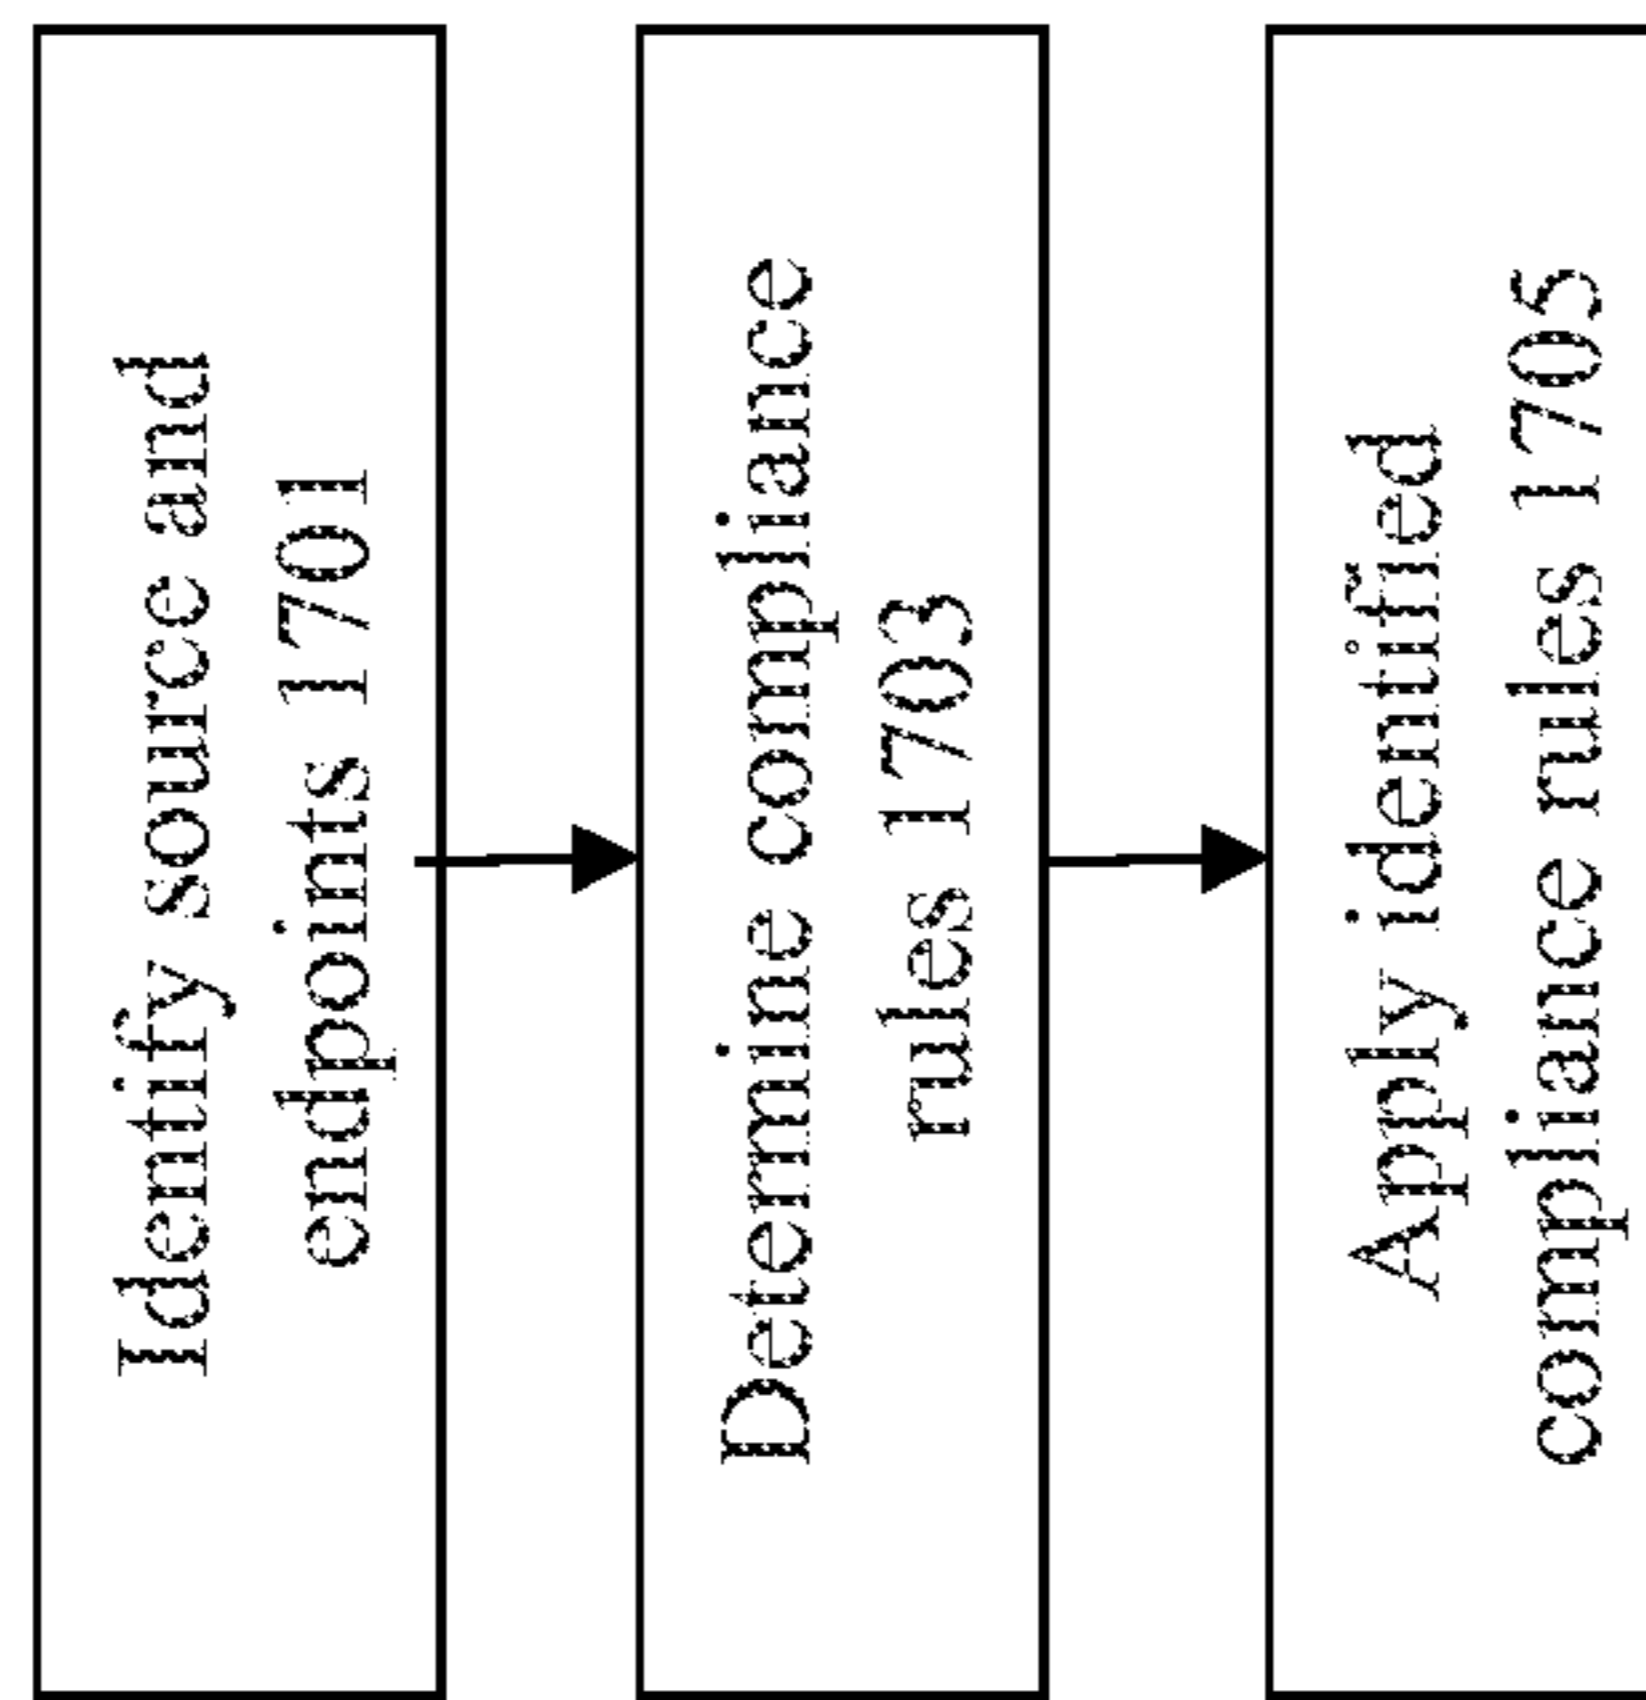 Identify source and
endpoints 1701
Determine compliance
rules 1703
Apply identified
compliance rules 1705